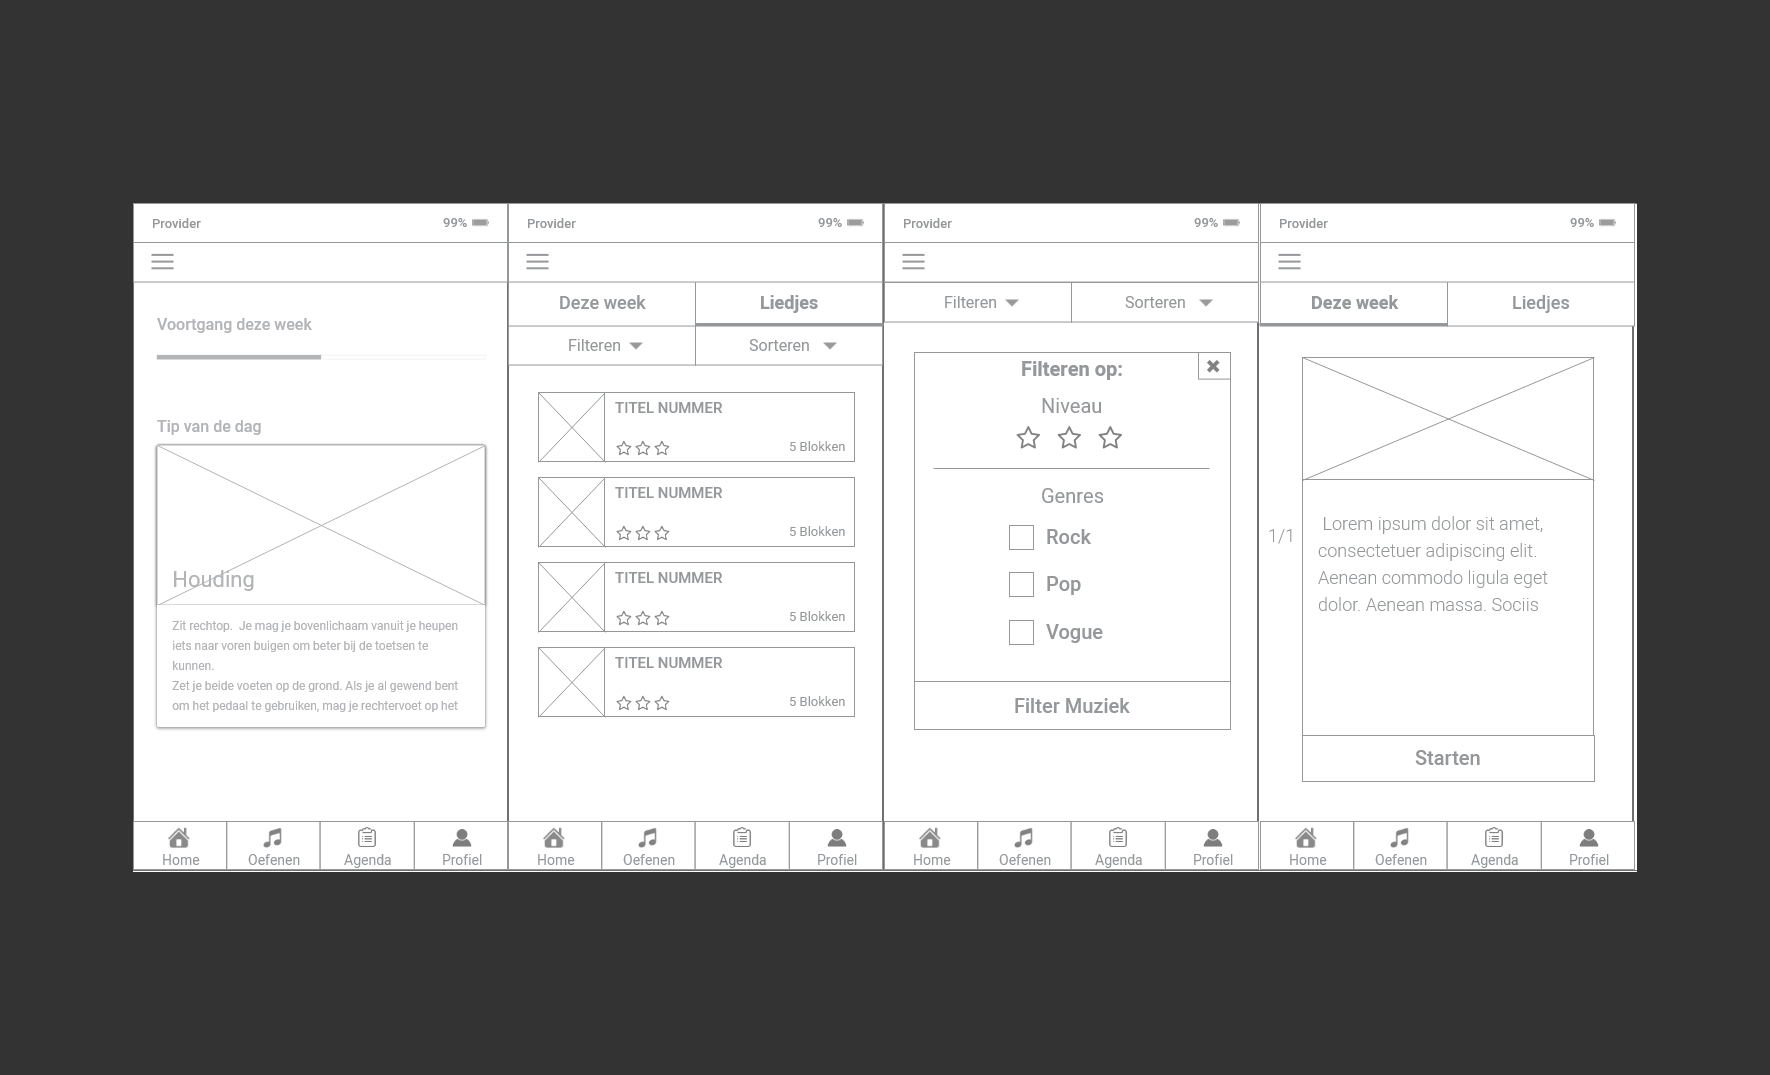 Provider 99%
Voortgang deze week
Tip van de dag
Houding
Zit rechtop.  Je mag je bovenlichaam vanuit je heupen
iets naar voren buigen om beter bij de toetsen te
kunnen.
Zet je beide voeten op de grond. Als je al gewend bent
om het pedaal te gebruiken, mag je rechtervoet op het
Home Oefenen Agenda Profiel
Provider 99%
Deze week Liedjes
Filteren Sorteren
TITEL NUMMER
5 Blokken
TITEL NUMMER
5 Blokken
TITEL NUMMER
5 Blokken
TITEL NUMMER
5 Blokken
Home Oefenen Agenda Profiel
Provider 99%
Filteren Sorteren
Filteren op:
Niveau
Genres
Rock
Pop
Vogue
Filter Muziek
Home Oefenen Agenda Profiel
Provider 99%
Deze week Liedjes
1/1
Lorem ipsum dolor sit amet,
consectetuer adipiscing elit.
Aenean commodo ligula eget
dolor. Aenean massa. Sociis
Starten
Home Oefenen Agenda Profiel